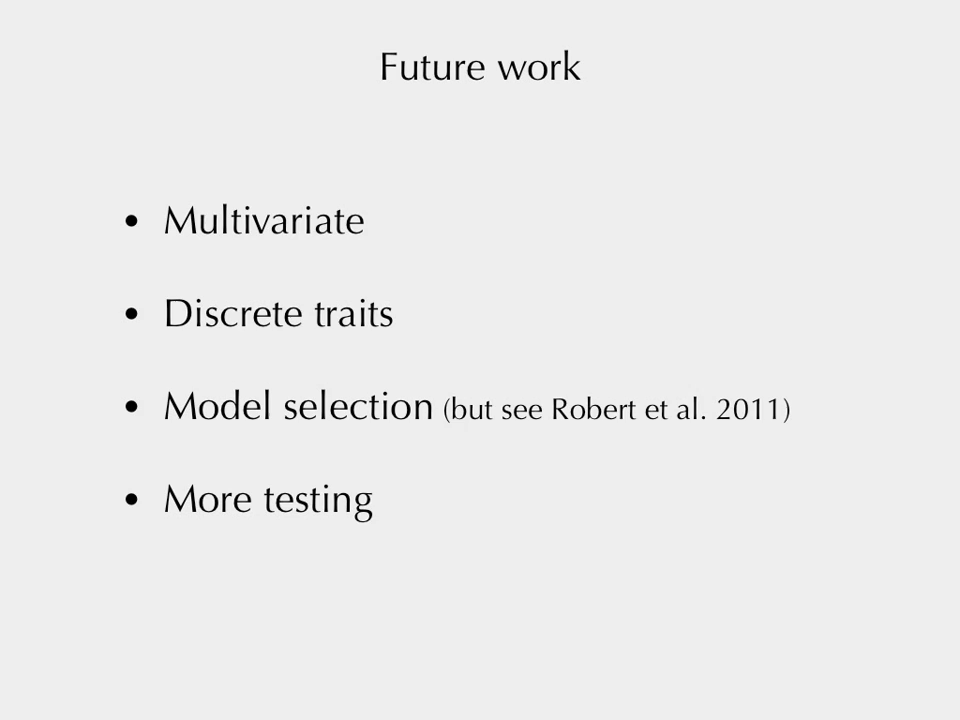 Future work
• Multivariate
• Discrete traits
• Model selection (but see Robert et al. 2011)
• More testing